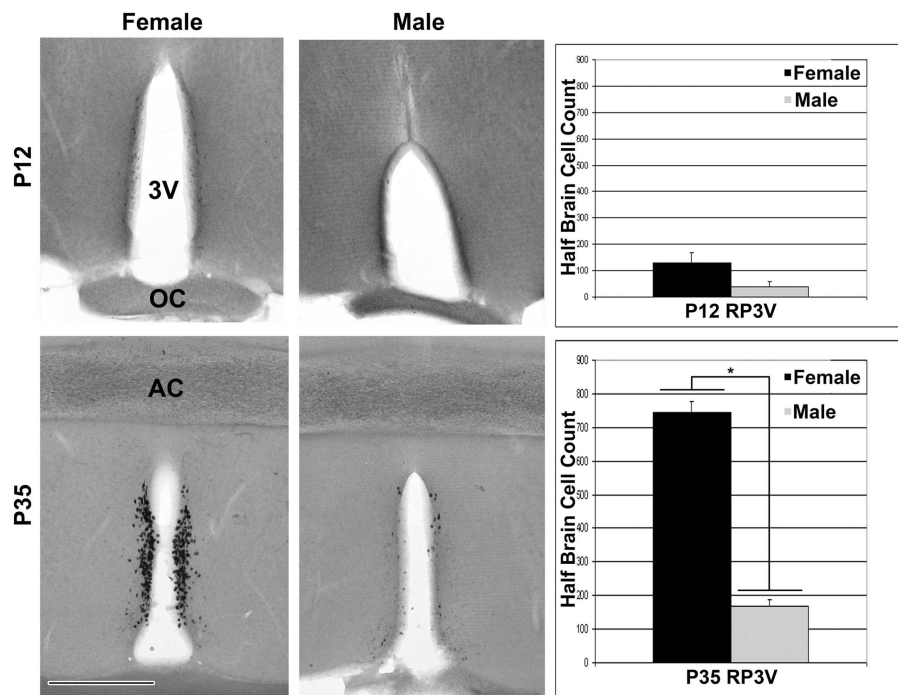 Female
Male
P12
3V
OC
900
800
700
600
500
400
300
200
100
0
Half Brain Cell Count
Female
Male
P12 RP3V
P35
AC
900
800
700
600
500
400
300
200
100
0
Half Brain Cell Count
Female
Male
*
P35 RP3V